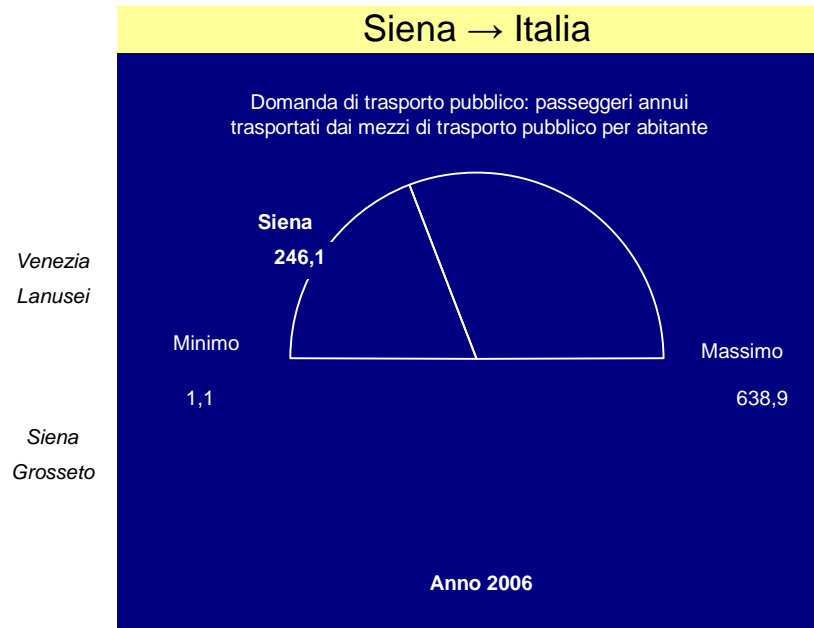 Siena → Italia
Domanda di trasporto pubblico: passeggeri annui
trasportati dai mezzi di trasporto pubblico per abitante
Siena
246,1
Venezia
Lanusei
Minimo
Massimo
1,1
638,9
Siena
Grosseto
Anno 2006